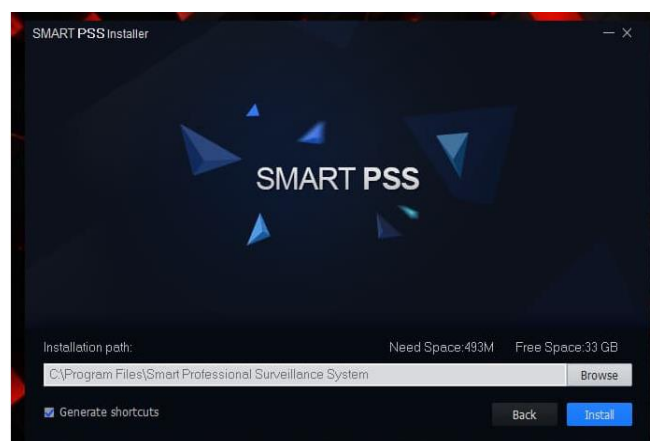 SMART PSS Installer
SMART PSS
Installation path: Need Space:493M Free Space:33 GB
C:\Program Files\Smart Professional Surveillance System Browse
Generate shortcuts Back Install